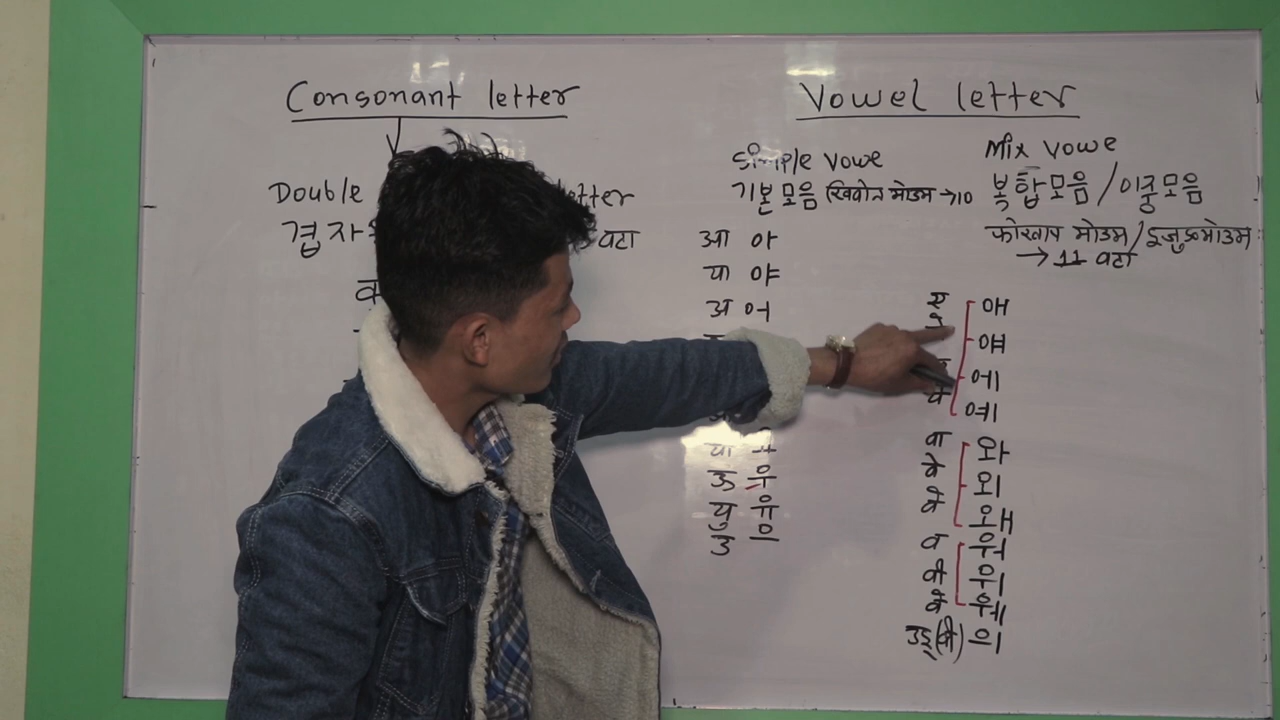 Consonant letter
Double
겹자
वटा
Vowel letter
Simple vowe
기본 모음 (खिबोन मोउम → 10
आ 아
या 야
अ 어
या
ऊ 우
यु 유
उ 으
Mix vowe
복합모음 / 이중모음
फोखाप मोउम / इजुङमोउम
→ 11 वटा
ए 애
얘
에
ये 예
वा 와
वे 외
वे 왜
व 워
वी 위
वे 웨
उइ (यी) 의